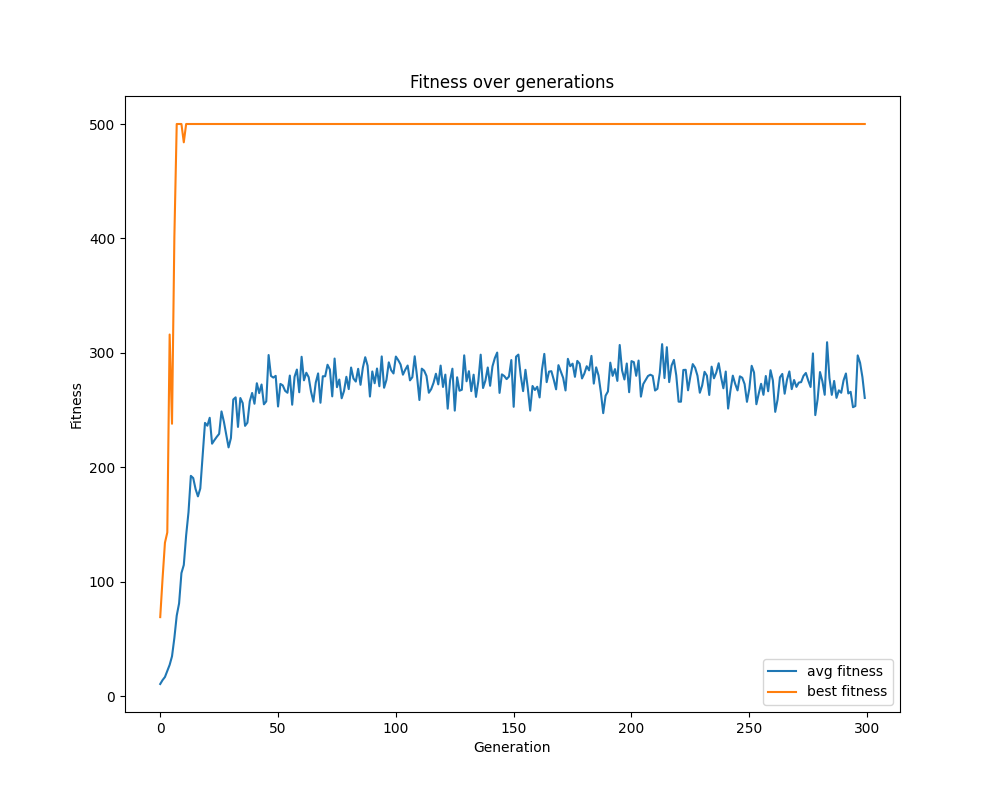 Fitness over generations
Fitness
500
400
300
200
100
0
0 50 100 150 200 250 300
Generation
avg fitness
best fitness